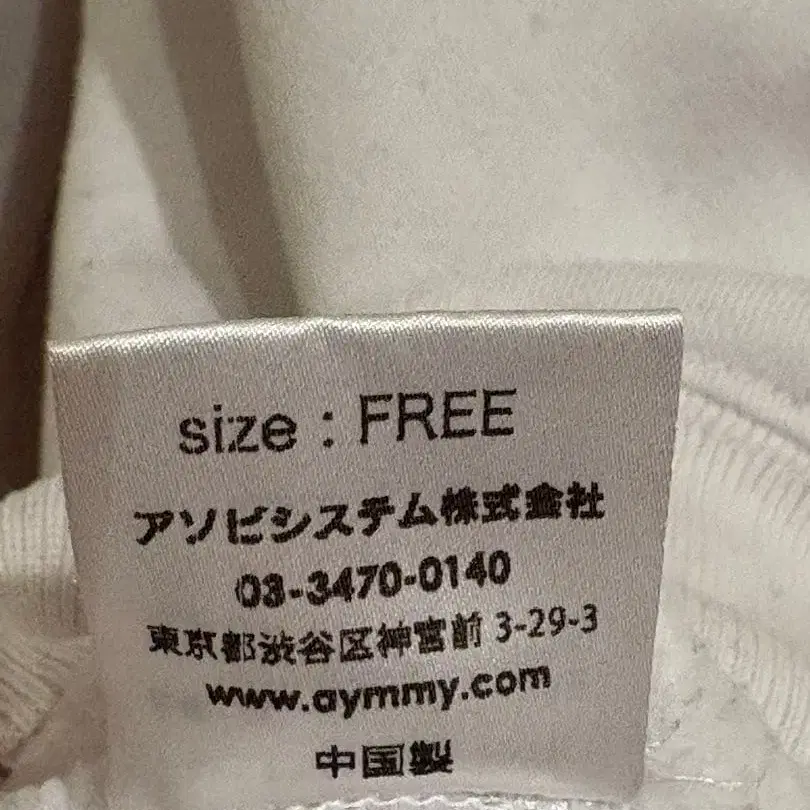 size : FREE
アソビシステム株式会社
03-3470-0140
東京都渋谷区神宮前 3-29-3
www.aymmy.com
中国製